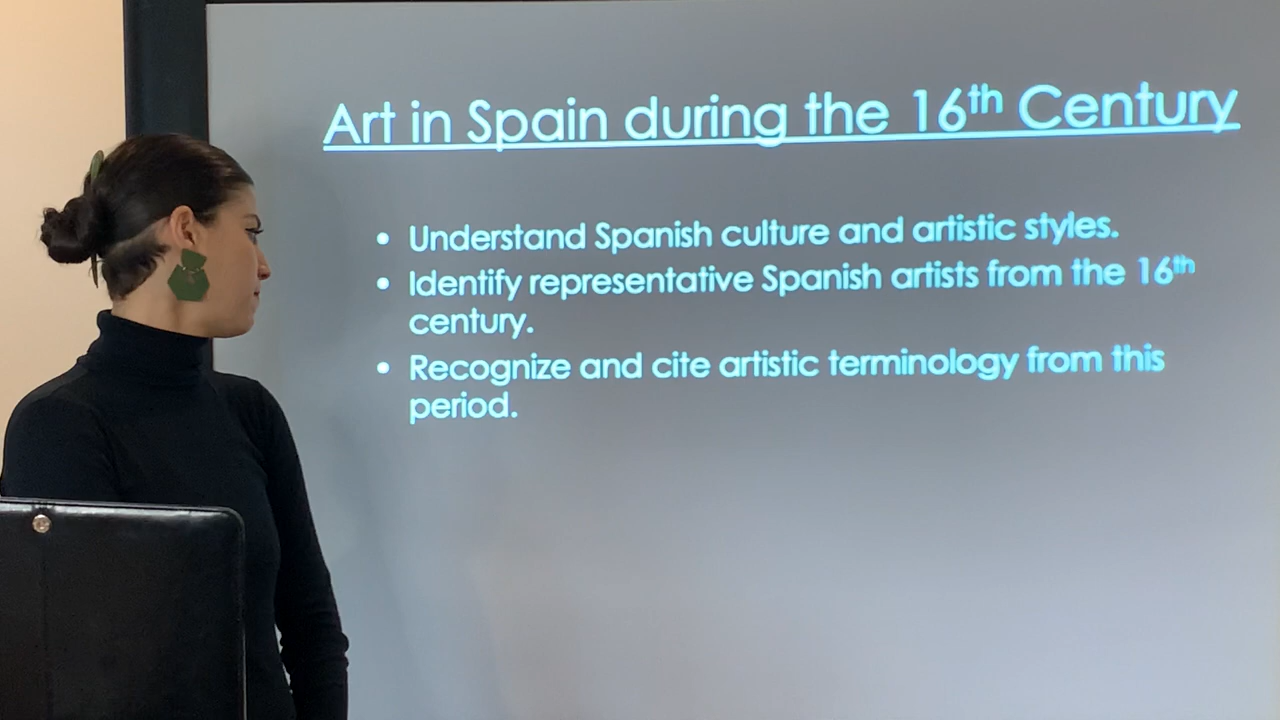 Art in Spain during the 16th Century
• Understand Spanish culture and artistic styles.
• Identify representative Spanish artists from the 16th
century.
• Recognize and cite artistic terminology from this
period.